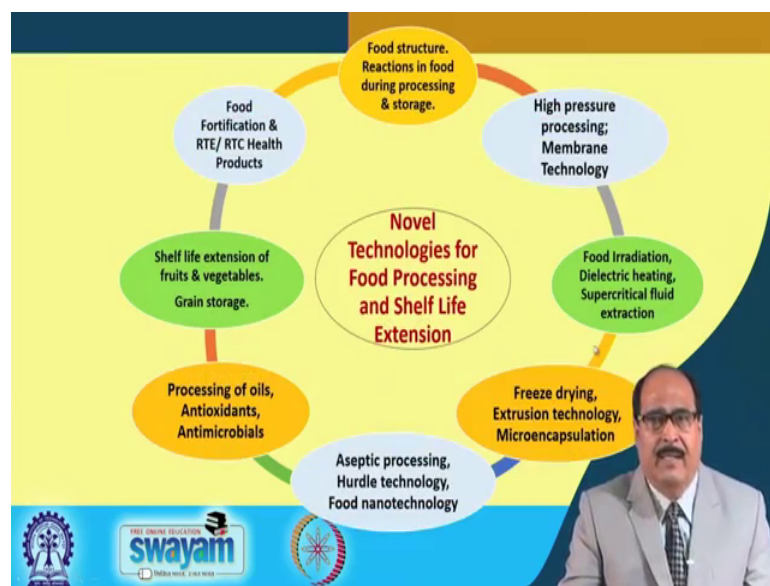 Food structure.
Reactions in food
during processing
& storage.
High pressure
processing;
Membrane
Technology
Food Irradiation,
Dielectric heating,
Supercritical fluid
extraction
Freeze drying,
Extrusion technology,
Microencapsulation
Aseptic processing,
Hurdle technology,
Food nanotechnology
Processing of oils,
Antioxidants,
Antimicrobials
Shelf life extension of
fruits & vegetables.
Grain storage.
Food
Fortification &
RTE/ RTC Health
Products
Novel
Technologies for
Food Processing
and Shelf Life
Extension
FREE ONLINE EDUCATION
swayam